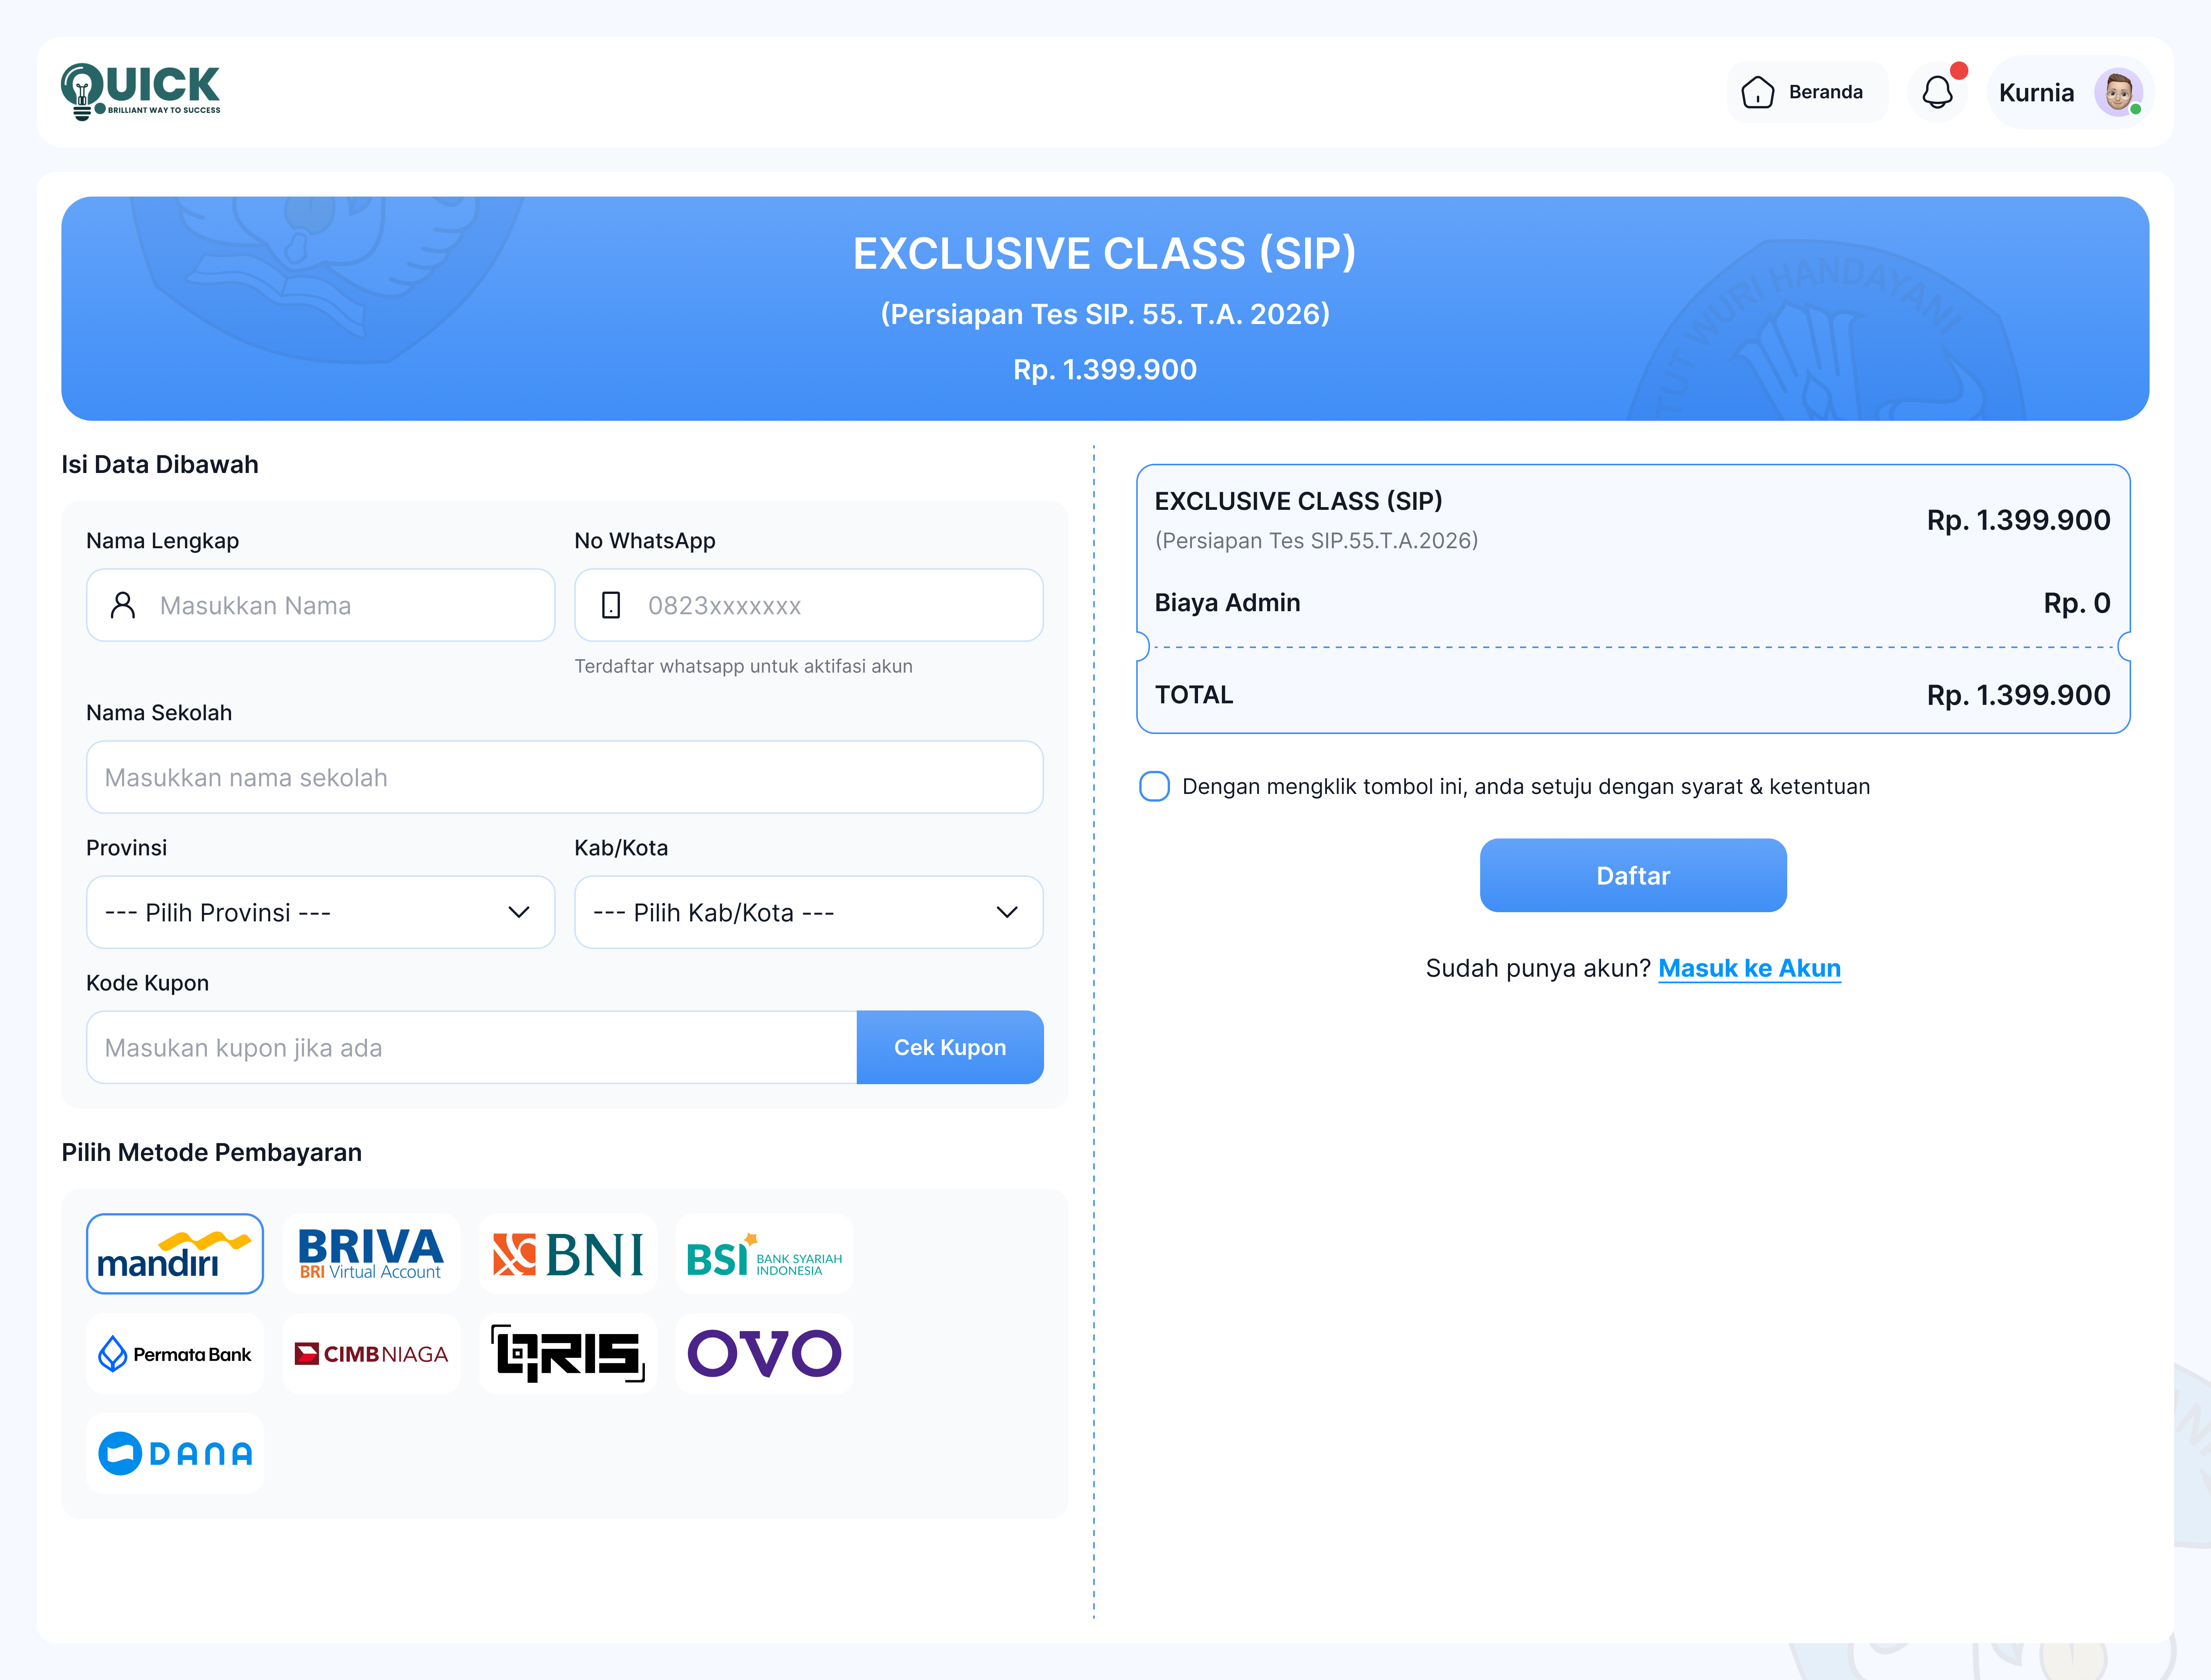 QUICK
BRILLIANT WAY TO SUCCESS
Beranda
Kurnia
EXCLUSIVE CLASS (SIP)
(Persiapan Tes SIP. 55. T.A. 2026)
Rp. 1.399.900
TUT WURI HANDAYANI
Isi Data Dibawah
Nama Lengkap
No WhatsApp
Masukkan Nama
0823xxxxxxx
Terdaftar whatsapp untuk aktifasi akun
Nama Sekolah
Masukkan nama sekolah
Provinsi
Kab/Kota
--- Pilih Provinsi ---
--- Pilih Kab/Kota ---
Kode Kupon
Masukan kupon jika ada
Cek Kupon
Pilih Metode Pembayaran
mandiri
BRIVA
BRI Virtual Account
BNI
BSI BANK SYARIAH
INDONESIA
Permata Bank
CIMBNIAGA
QRIS
OVO
DANA
EXCLUSIVE CLASS (SIP)
(Persiapan Tes SIP.55.T.A.2026)
Rp. 1.399.900
Biaya Admin
Rp. 0
TOTAL
Rp. 1.399.900
Dengan mengklik tombol ini, anda setuju dengan syarat & ketentuan
Daftar
Sudah punya akun? Masuk ke Akun